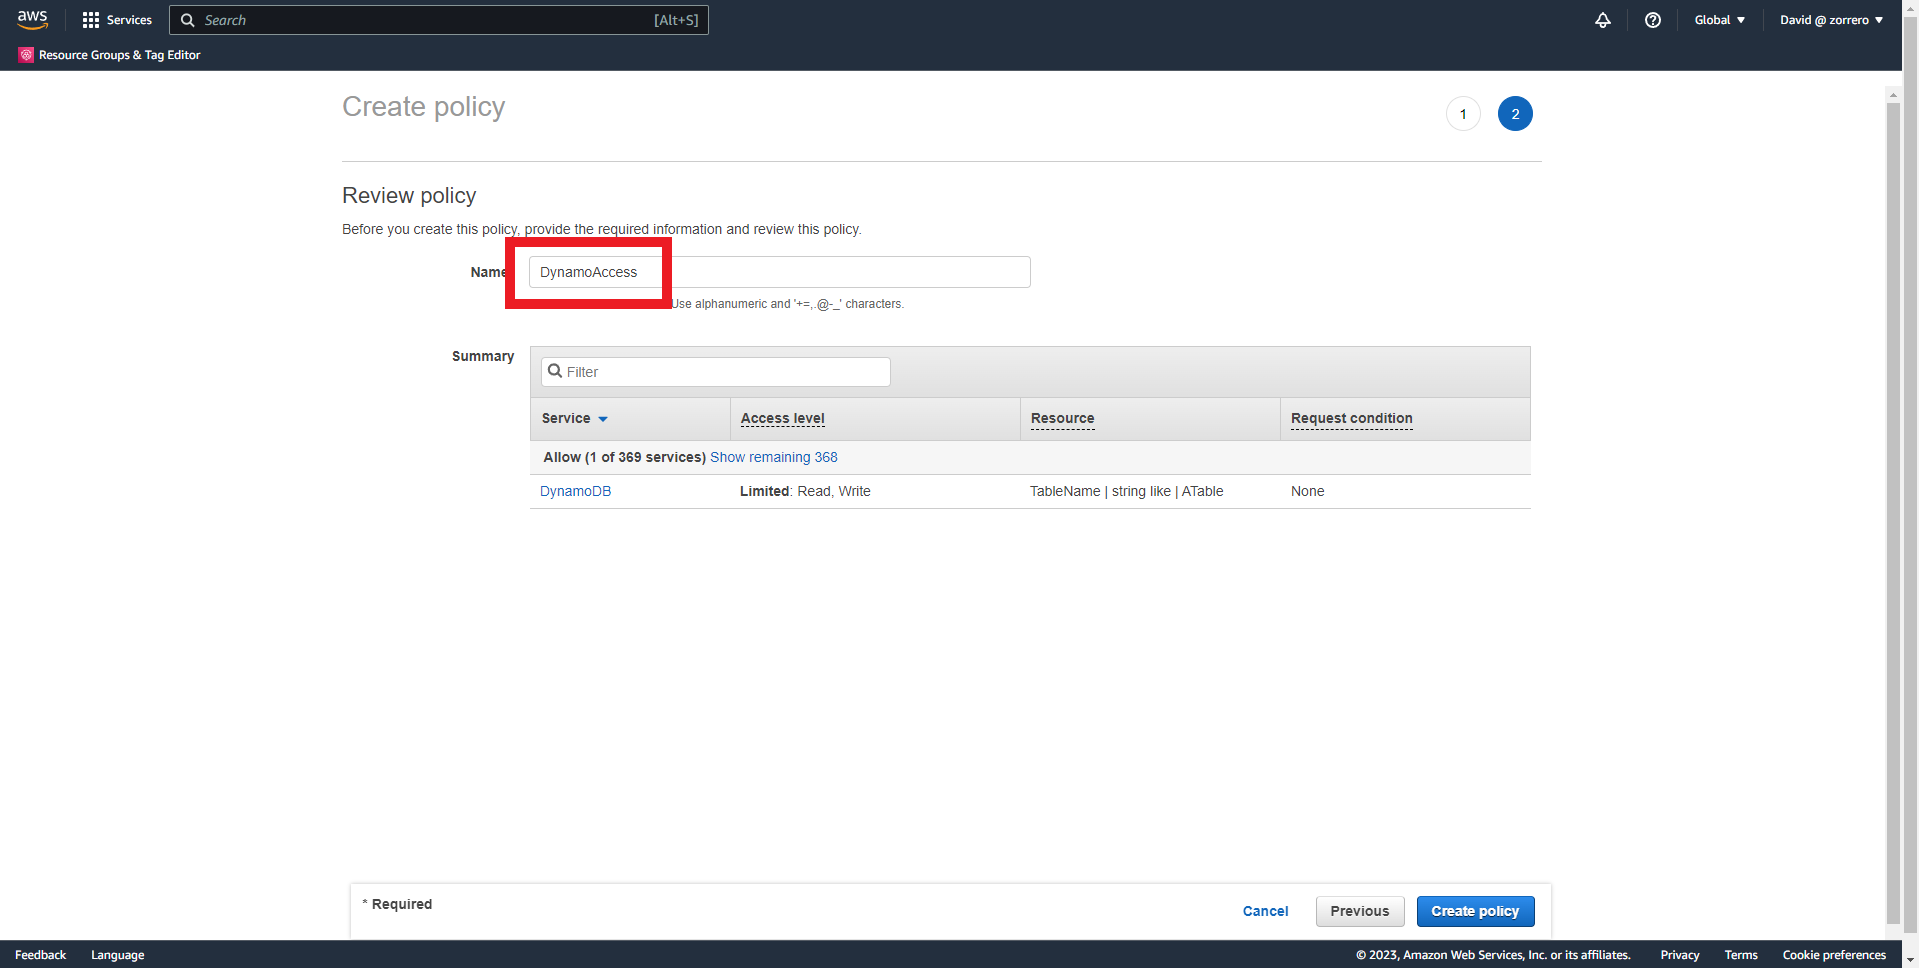 aws Services Search [Alt+S] Global David @ zorrero
Resource Groups & Tag Editor
Create policy
1 2
Review policy
Before you create this policy, provide the required information and review this policy.
Name DynamoAccess
Use alphanumeric and '+=,.@-_' characters.
Summary
Filter
Service Access level Resource Request condition
Allow (1 of 369 services) Show remaining 368
DynamoDB Limited: Read, Write TableName | string like | ATable None
* Required Cancel Previous Create policy
Feedback Language © 2023, Amazon Web Services, Inc. or its affiliates. Privacy Terms Cookie preferences